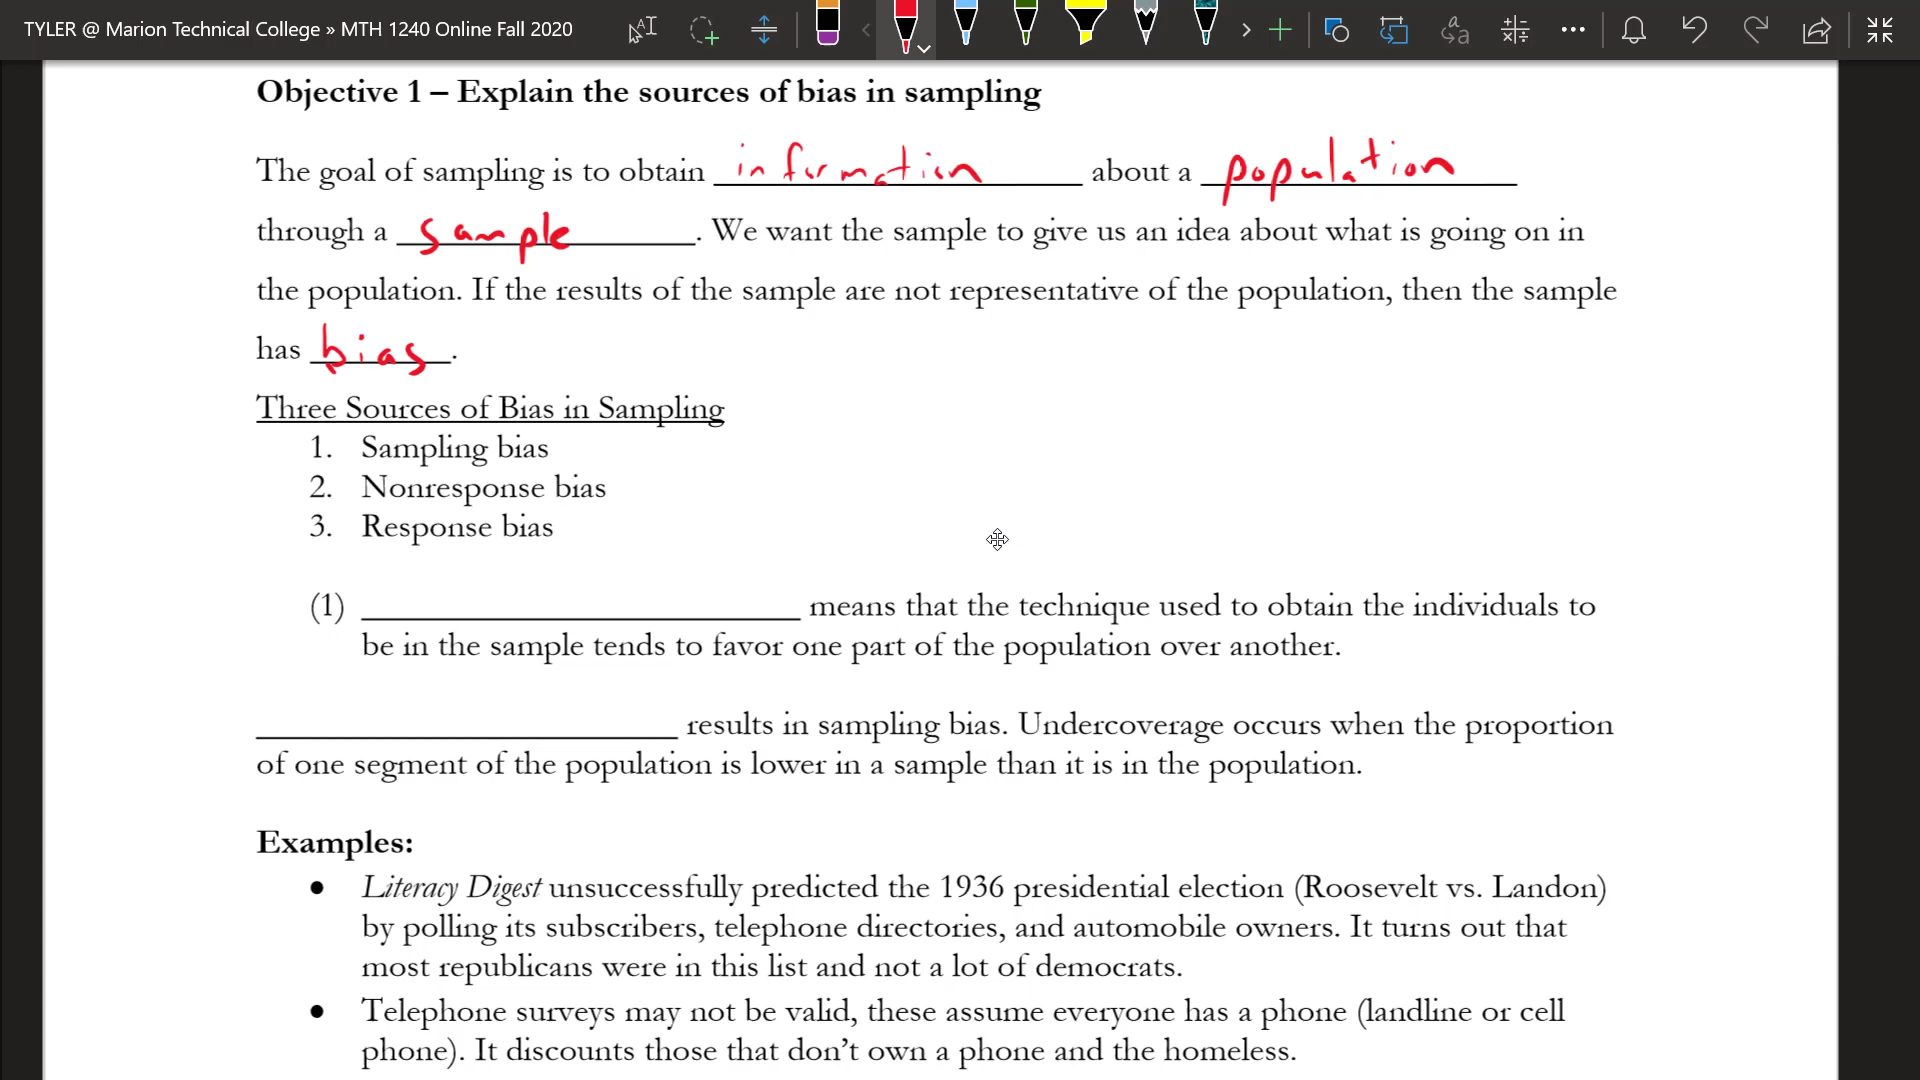 TYLER @ Marion Technical College » MTH 1240 Online Fall 2020
Objective 1 – Explain the sources of bias in sampling
The goal of sampling is to obtain information about a population
through a sample. We want the sample to give us an idea about what is going on in
the population. If the results of the sample are not representative of the population, then the sample
has bias.
Three Sources of Bias in Sampling
1. Sampling bias
2. Nonresponse bias
3. Response bias
(1) ____________________ means that the technique used to obtain the individuals to
be in the sample tends to favor one part of the population over another.
____________________ results in sampling bias. Undercoverage occurs when the proportion
of one segment of the population is lower in a sample than it is in the population.
Examples:
• Literacy Digest unsuccessfully predicted the 1936 presidential election (Roosevelt vs. Landon)
by polling its subscribers, telephone directories, and automobile owners. It turns out that
most republicans were in this list and not a lot of democrats.
• Telephone surveys may not be valid, these assume everyone has a phone (landline or cell
phone). It discounts those that don’t own a phone and the homeless.